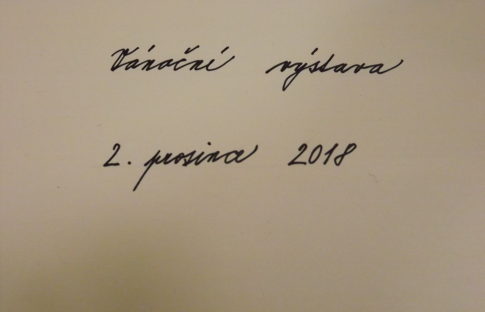 Vánoční výstava
2. prosince 2018